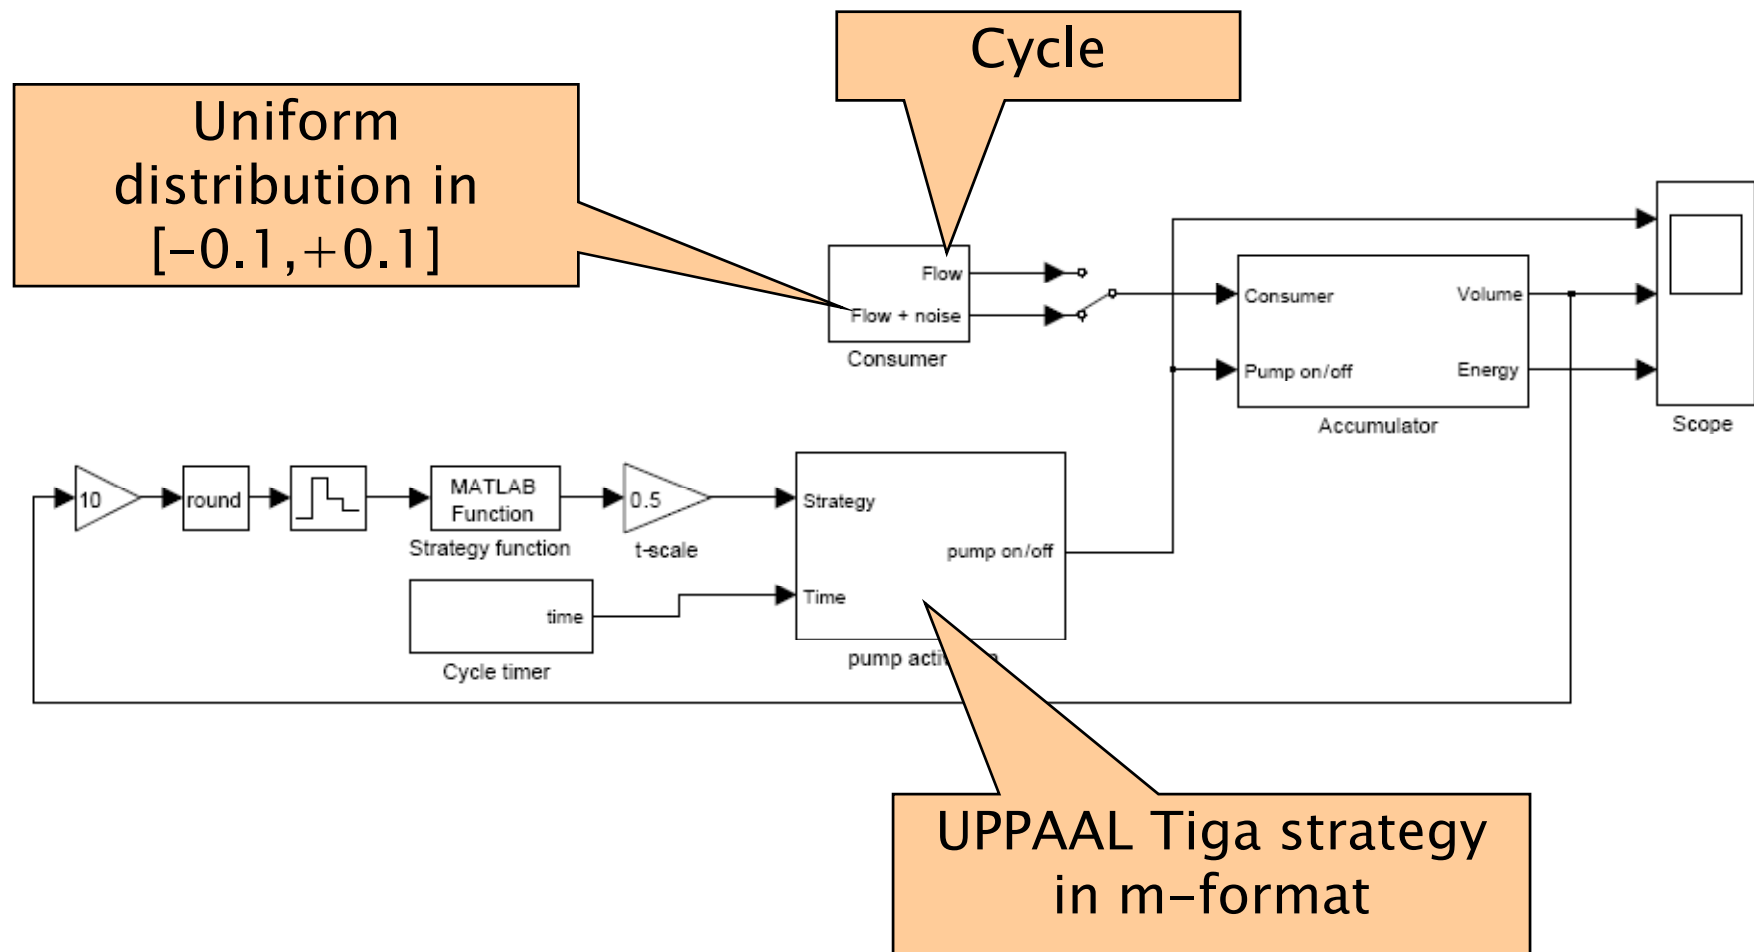 Cycle
Uniform
distribution in
[-0.1,+0.1]
Flow
Flow + noise
Consumer
Consumer
Volume
Pump on/off
Energy
Accumulator
Scope
10
round
MATLAB
Function
Strategy function
0.5
t-scale
Strategy
pump on/off
Time
time
Cycle timer
pump
UPPAAL Tiga strategy
in m-format